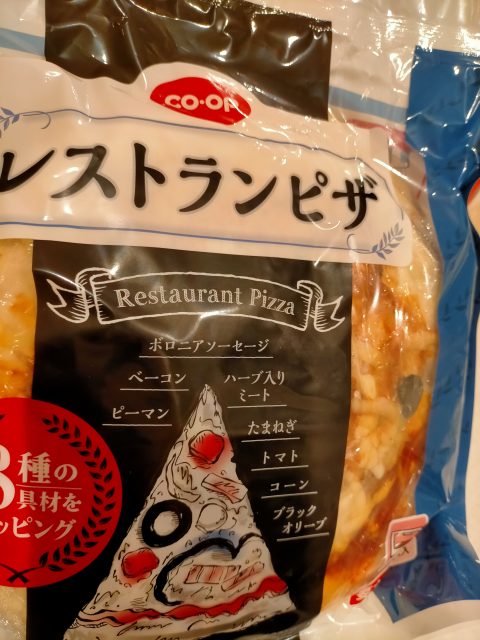 CO·OP
レストランピザ
Restaurant Pizza
ボロニアソーセージ
ベーコン
ハーブ入り
ミート
ピーマン
たまねぎ
トマト
コーン
ブラック
オリーブ
8種の
具材を
ッピング